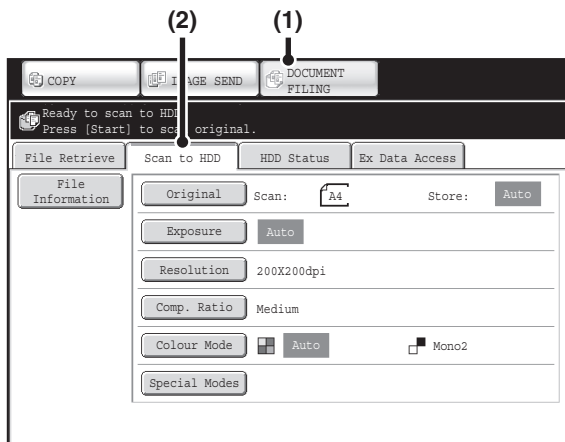 (2) (1)
COPY
IMAGE SEND
DOCUMENT
FILING
Ready to scan to HDD.
Press [Start] to scan original.
File Retrieve
Scan to HDD
HDD Status
Ex Data Access
File
Information
Original Scan: A4 Store: Auto
Exposure Auto
Resolution 200X200dpi
Comp. Ratio Medium
Colour Mode Auto Mono2
Special Modes